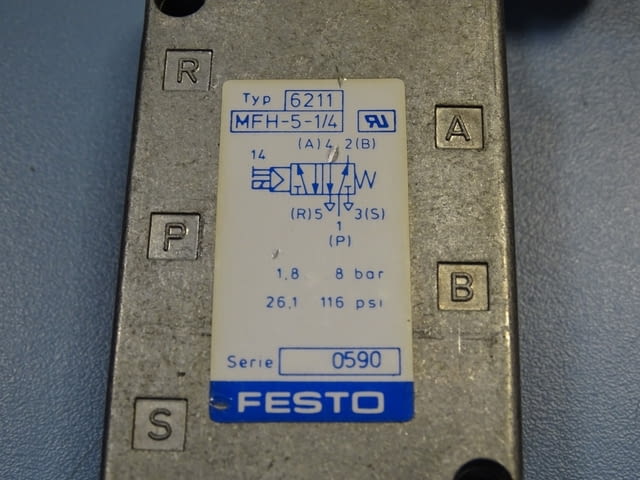 R
Typ 6211
MFH-5-1/4 RU
A
(A)4 2(B)
14
(R)5 3(S)
1
(P)
P
1,8 8 bar
B
26,1 116 psi
Serie 0590
FESTO
S